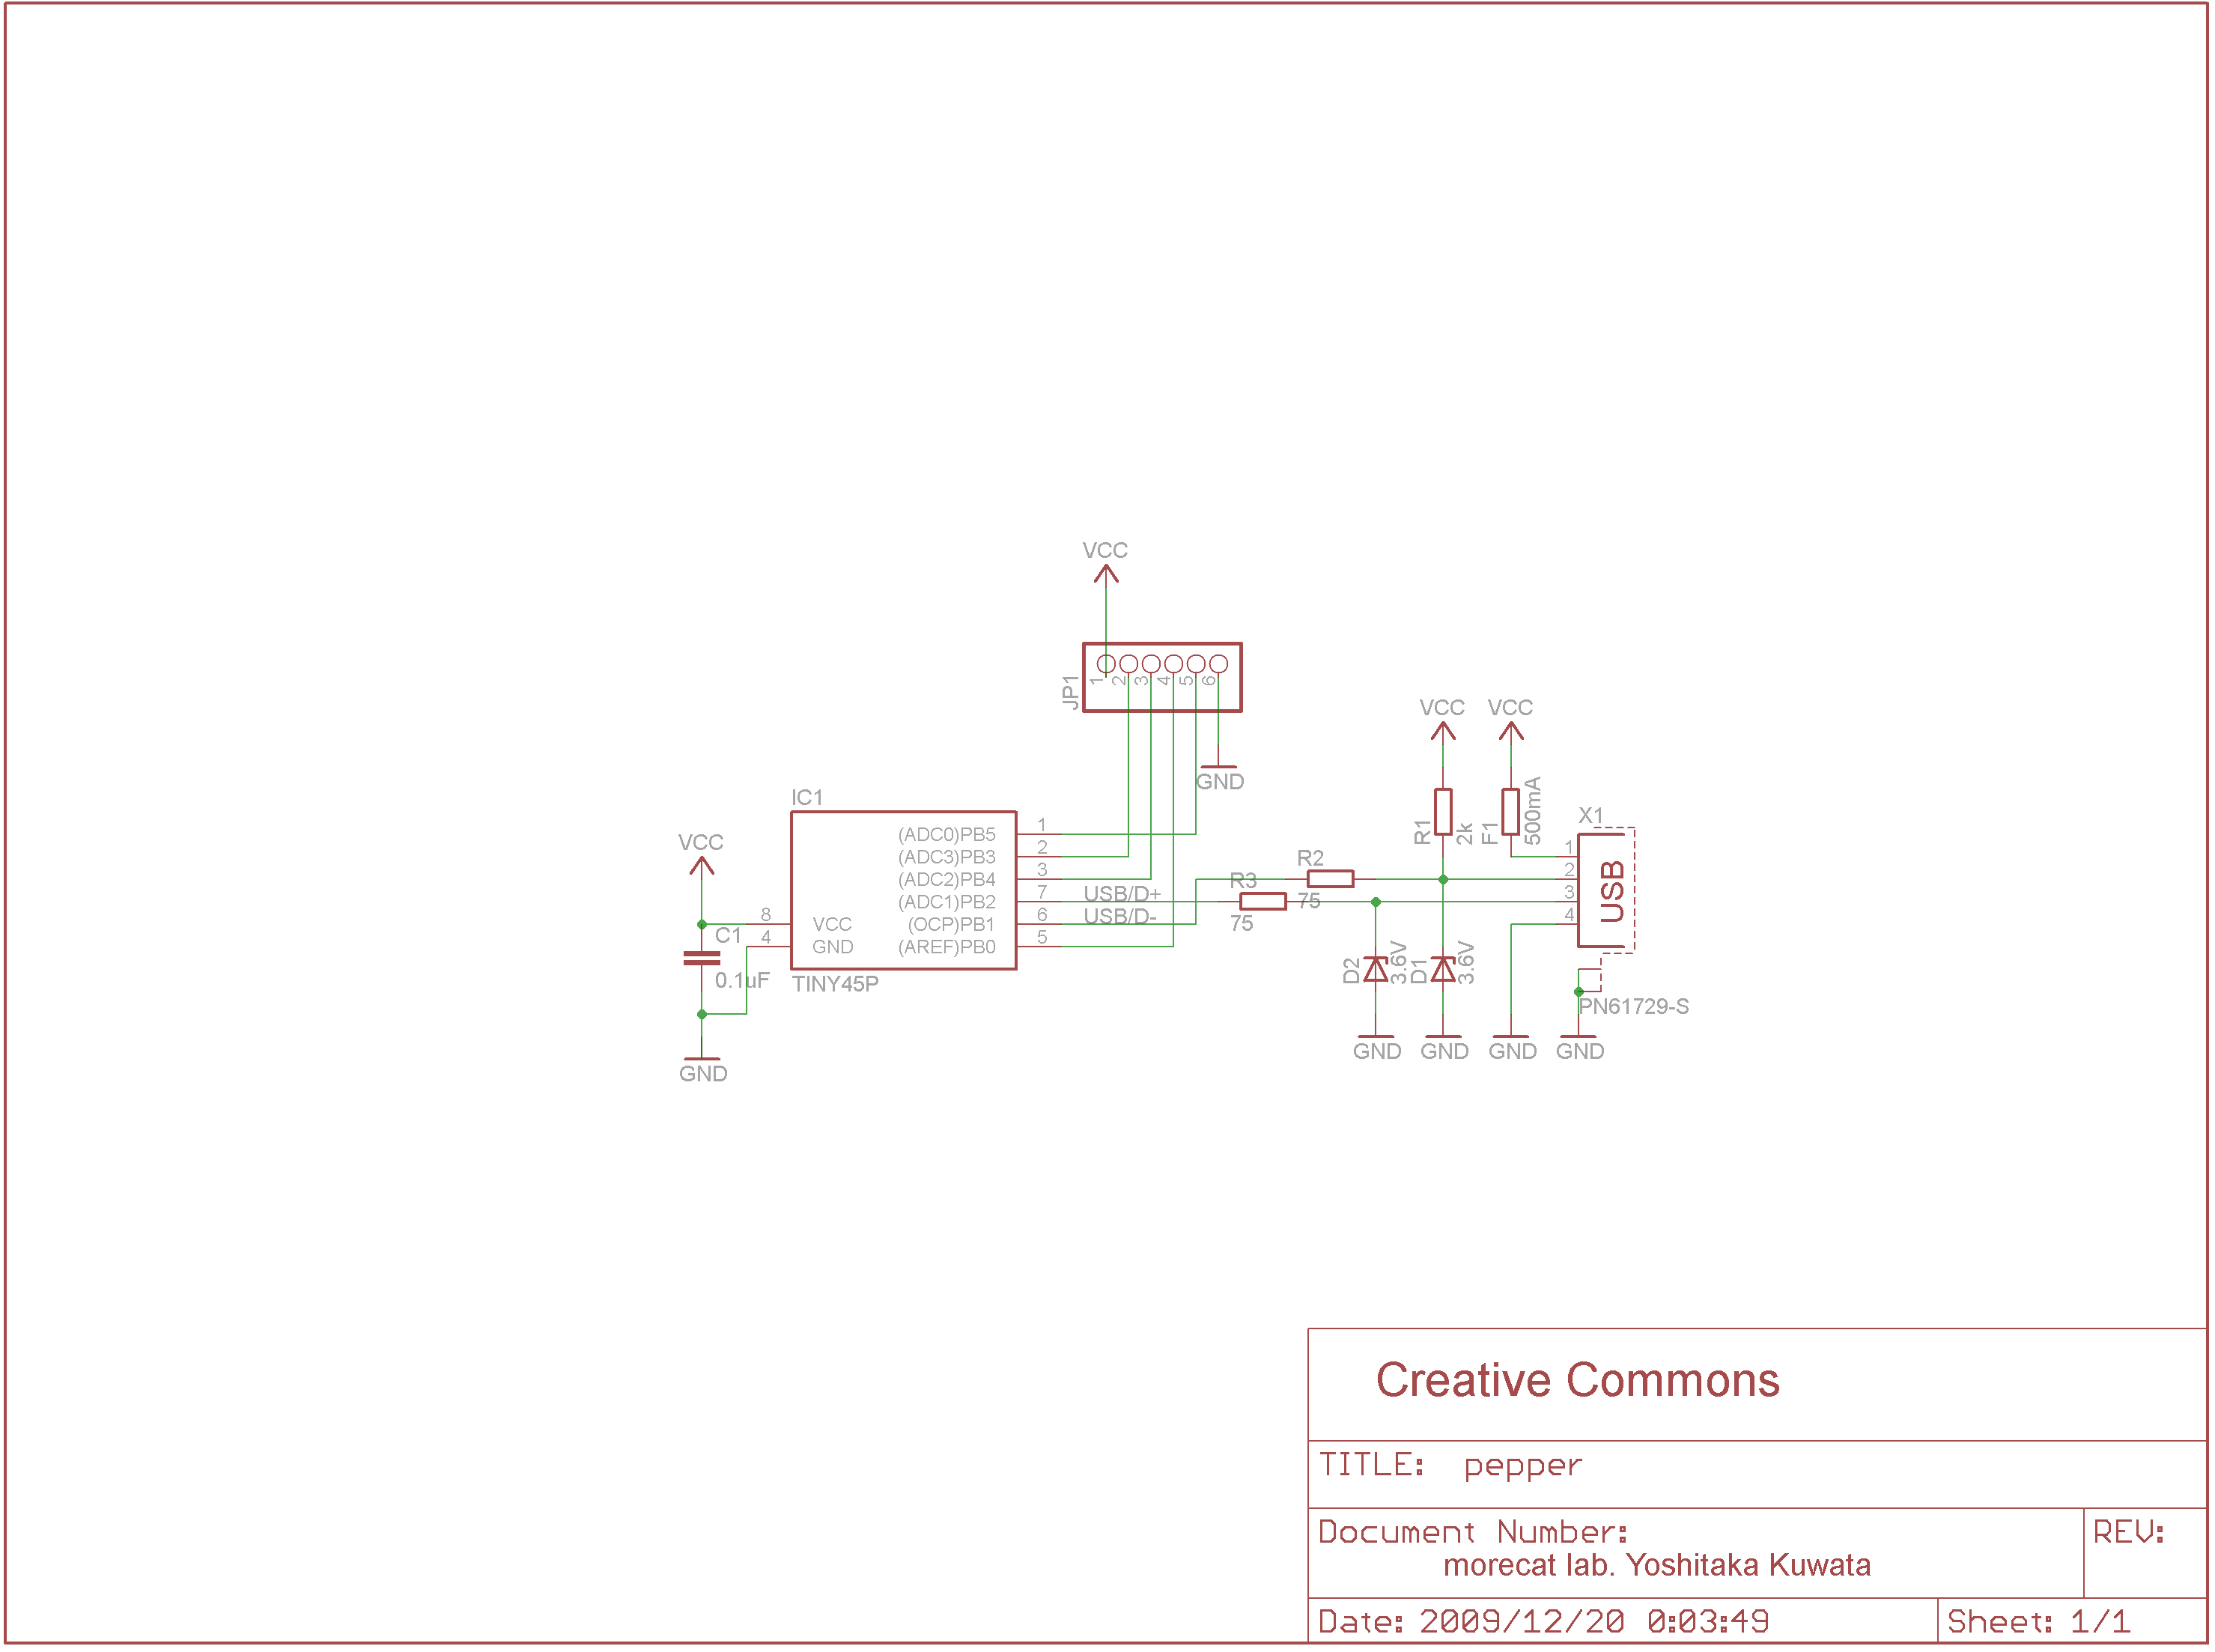 VCC
JP1
1 2 3 4 5 6
GND
VCC VCC
R1
2k
F1
500mA
X1
1
2
3
4
USB
PN61729-S
IC1
(ADC0)PB5 1
(ADC3)PB3 2
(ADC2)PB4 3
(ADC1)PB2 7
(OCP)PB1 6
(AREF)PB0 5
8 VCC
4 GND
TINY45P
VCC
C1
0.1uF
GND
USB/D+
USB/D-
R2
75
R3
75
D2
3.6V
D1
3.6V
GND GND GND GND
Creative Commons
TITLE: pepper
Document Number:
morecat lab. Yoshitaka Kuwata
REV:
Date: 2009/12/20 0:03:49
Sheet: 1/1